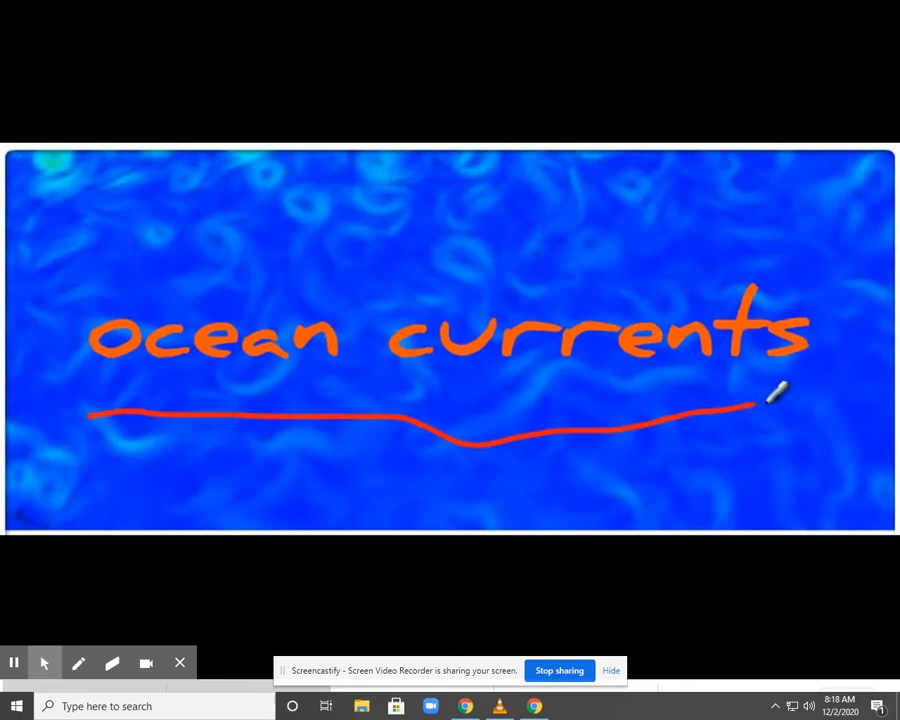 ocean currents
Screencastify - Screen Video Recorder is sharing your screen. Stop sharing Hide
Type here to search
8:18 AM
12/2/2020
1